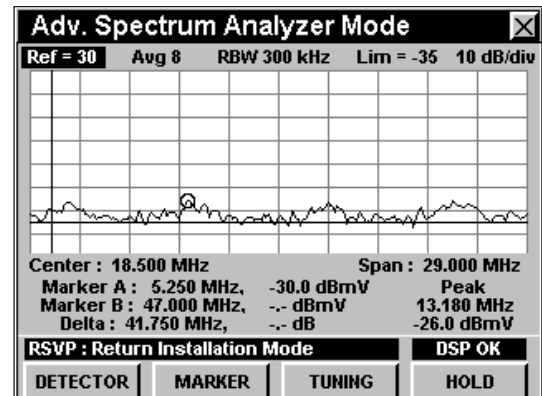 Adv. Spectrum Analyzer Mode
Ref = 30 Avg 8 RBW 300 kHz Lim = -35 10 dB/div
Center : 18.500 MHz Span : 29.000 MHz
Marker A : 5.250 MHz, -30.0 dBmV Peak
Marker B : 47.000 MHz, -.- dBmV 13.180 MHz
Delta : 41.750 MHz, -.- dB -26.0 dBmV
RSVP : Return Installation Mode DSP OK
DETECTOR MARKER TUNING HOLD